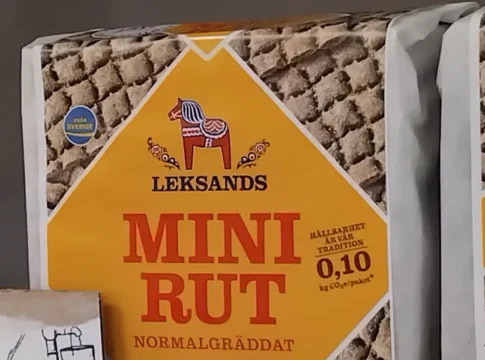 FRÅN
SVERIGE
LEKSANDS
MINI
RUT
NORMALGRÄDDAT
HÅLLBARHET
ÄR VÅR
TRADITION
0,10
kg CO₂e/paket*